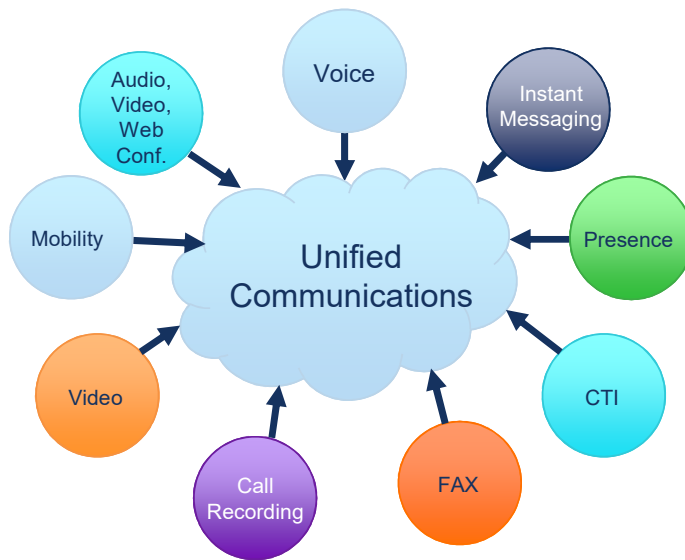 Voice
Audio,
Video,
Web
Conf.
Instant
Messaging
Mobility
Unified
Communications
Presence
Video
CTI
Call
Recording
FAX